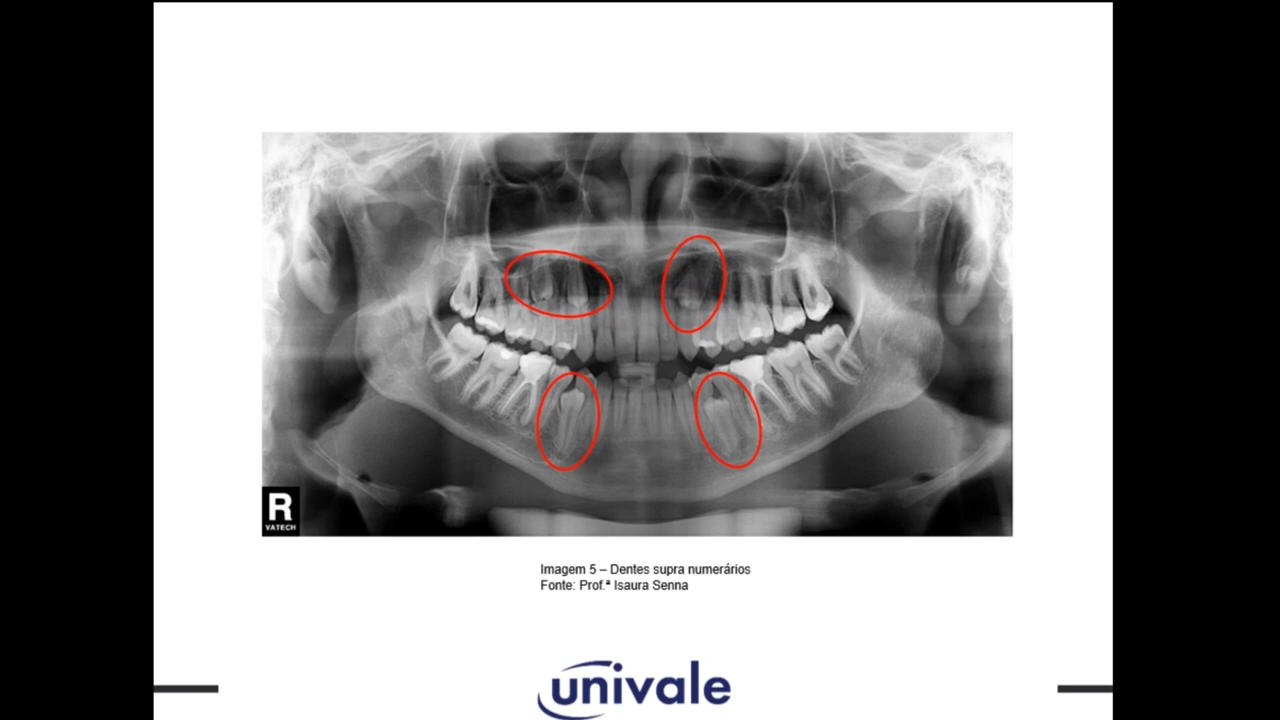 R
VATECH
Imagem 5 – Dentes supra numerários
Fonte: Prof.ª Isaura Senna
univale